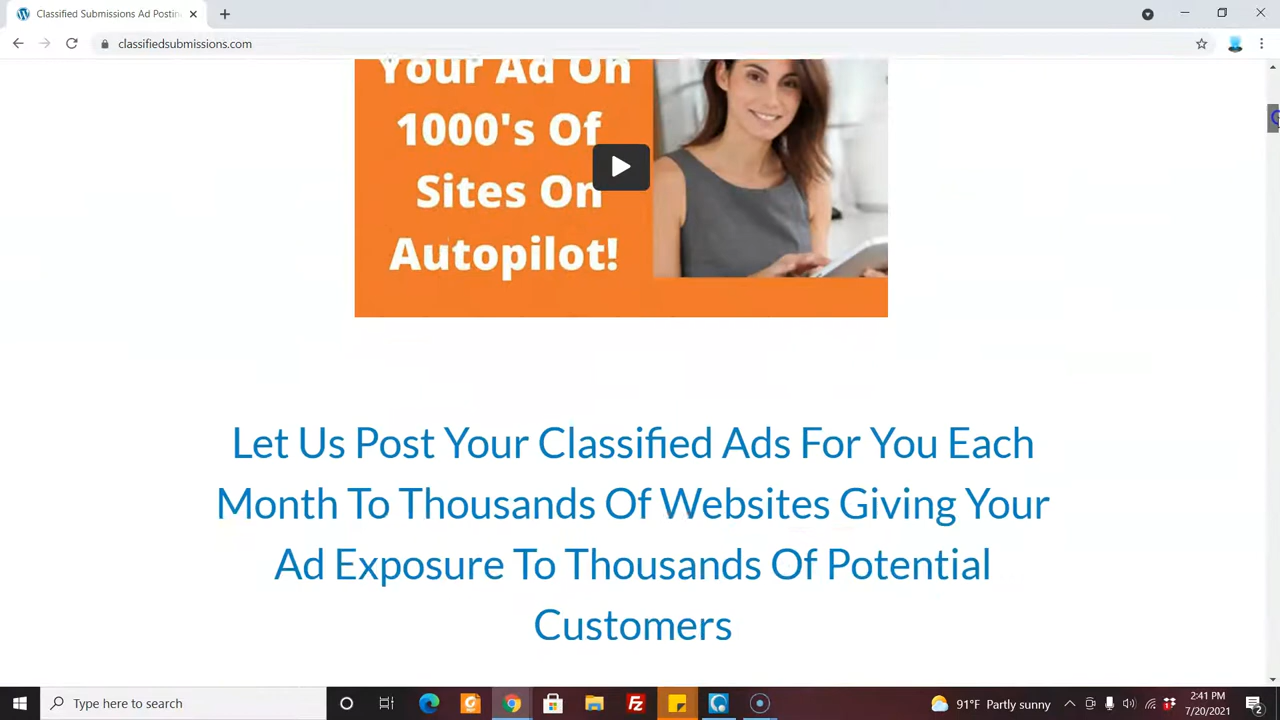 Classified Submissions Ad Postin
classifiedsubmissions.com
Your Ad On
1000's Of
Sites On
Autopilot!
Let Us Post Your Classified Ads For You Each
Month To Thousands Of Websites Giving Your
Ad Exposure To Thousands Of Potential
Customers
Type here to search
91°F Partly sunny
2:41 PM
7/20/2021
2